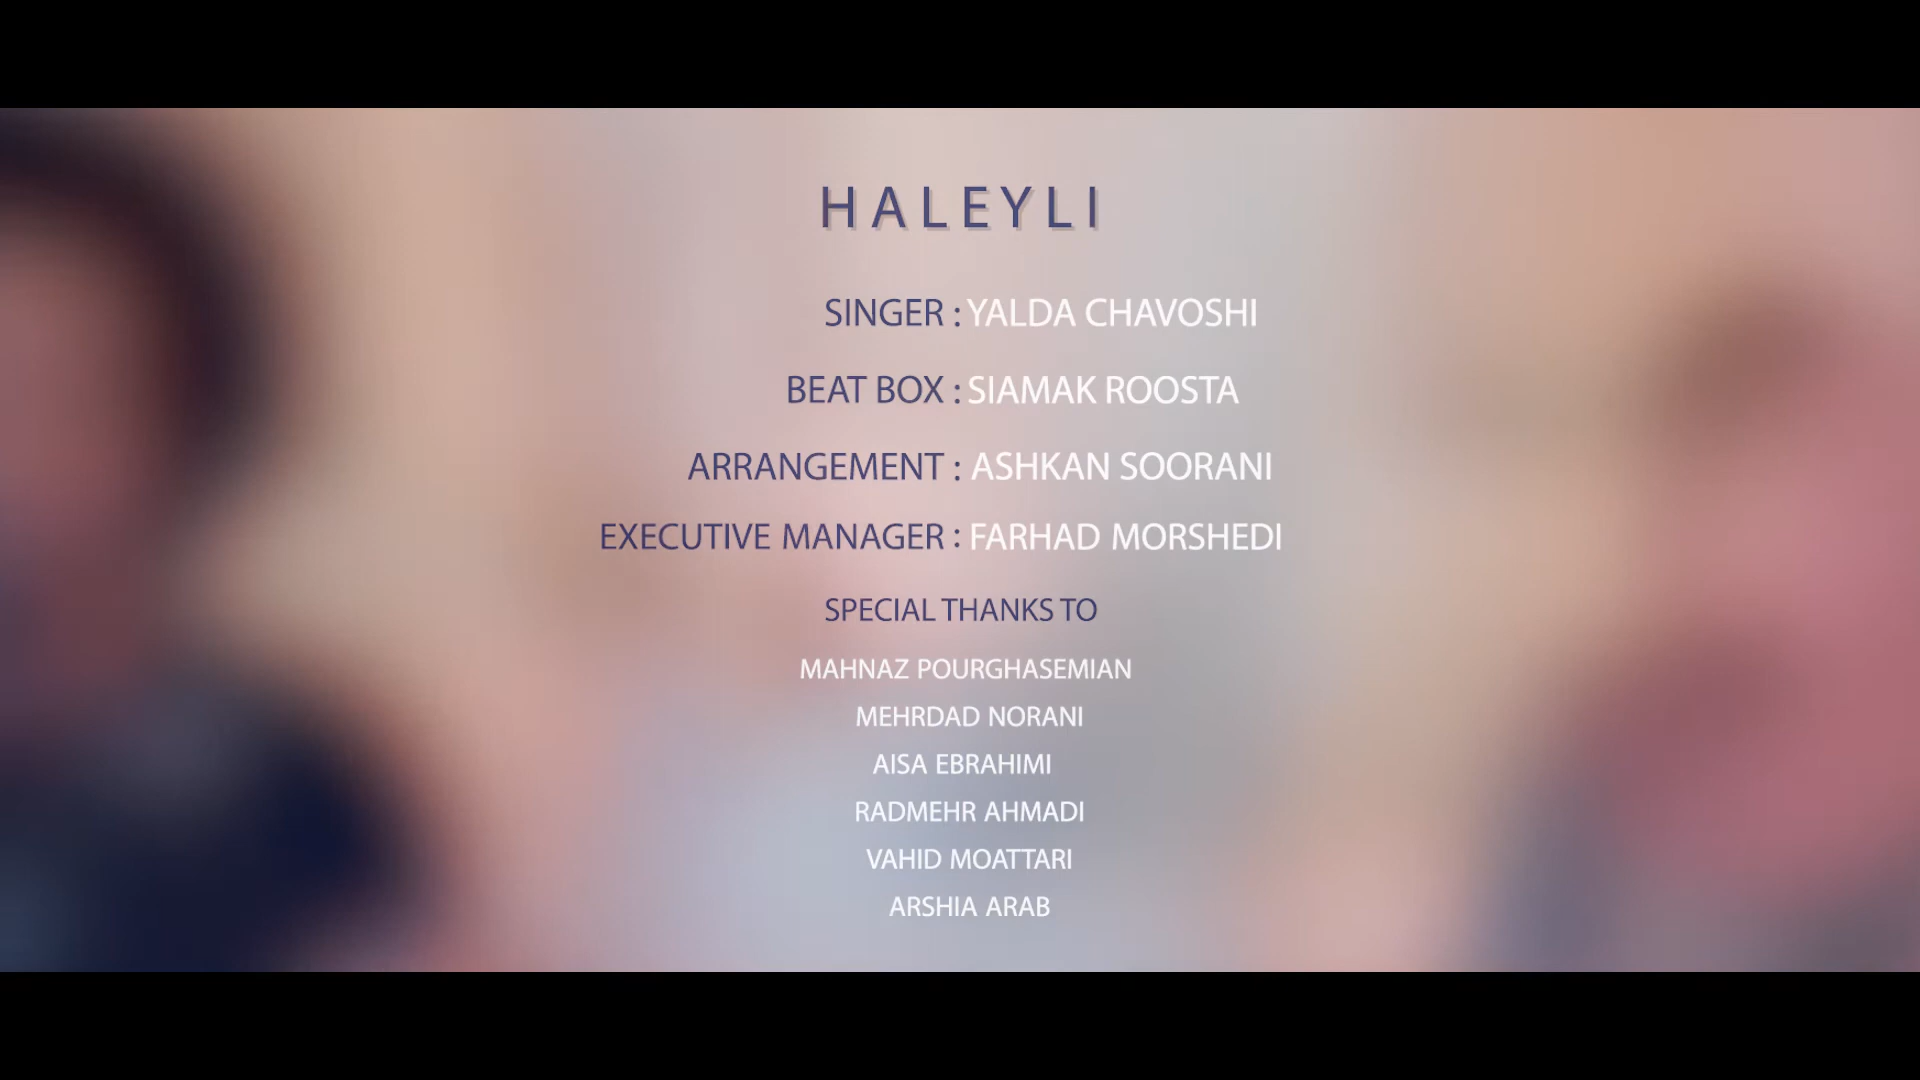 HALEYLI
SINGER : YALDA CHAVOSHI
BEAT BOX : SIAMAK ROOSTA
ARRANGEMENT : ASHKAN SOORANI
EXECUTIVE MANAGER : FARHAD MORSHEDI
SPECIAL THANKS TO
MAHNAZ POURGHASEMIAN
MEHRDAD NORANI
AISA EBRAHIMI
RADMEHR AHMADI
VAHID MOATTARI
ARSHIA ARAB